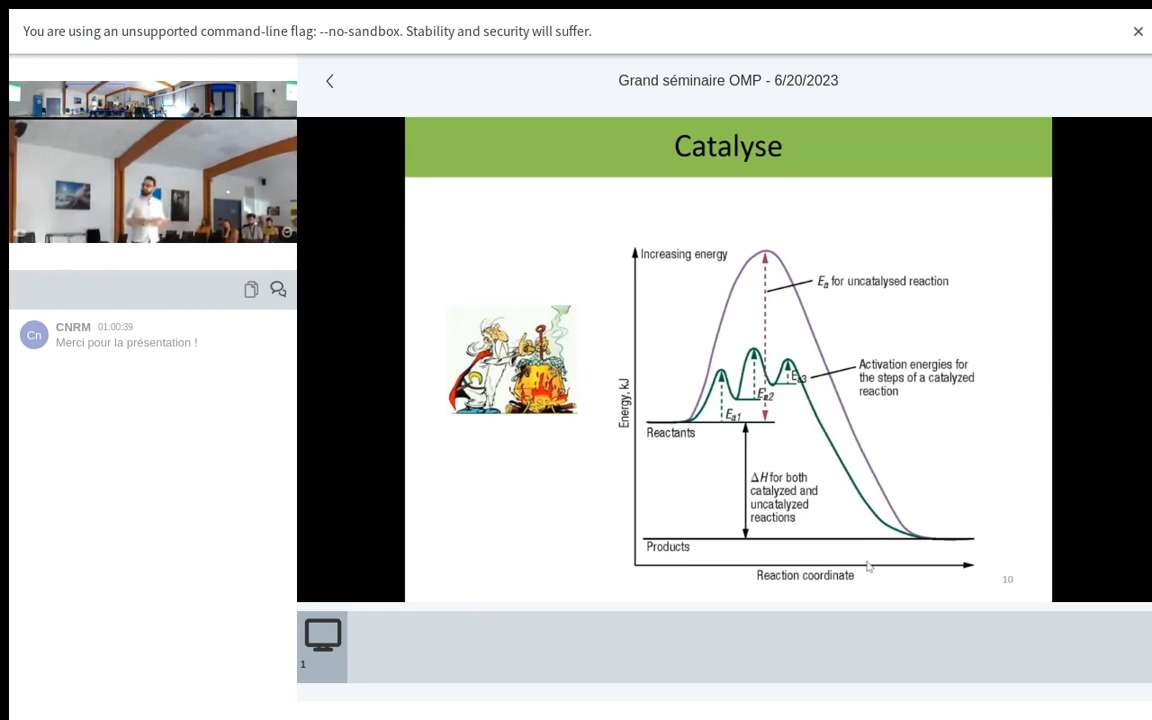 You are using an unsupported command-line flag: --no-sandbox. Stability and security will suffer.
Grand séminaire OMP - 6/20/2023
Catalyse
Increasing energy
Ea for uncatalysed reaction
Activation energies for
the steps of a catalyzed
reaction
Ea3
Ea2
Ea1
Energy, kJ
Reactants
ΔH for both
catalyzed and
uncatalyzed
reactions
Products
Reaction coordinate
10
Cn
CNRM 01:00:39
Merci pour la présentation !
1